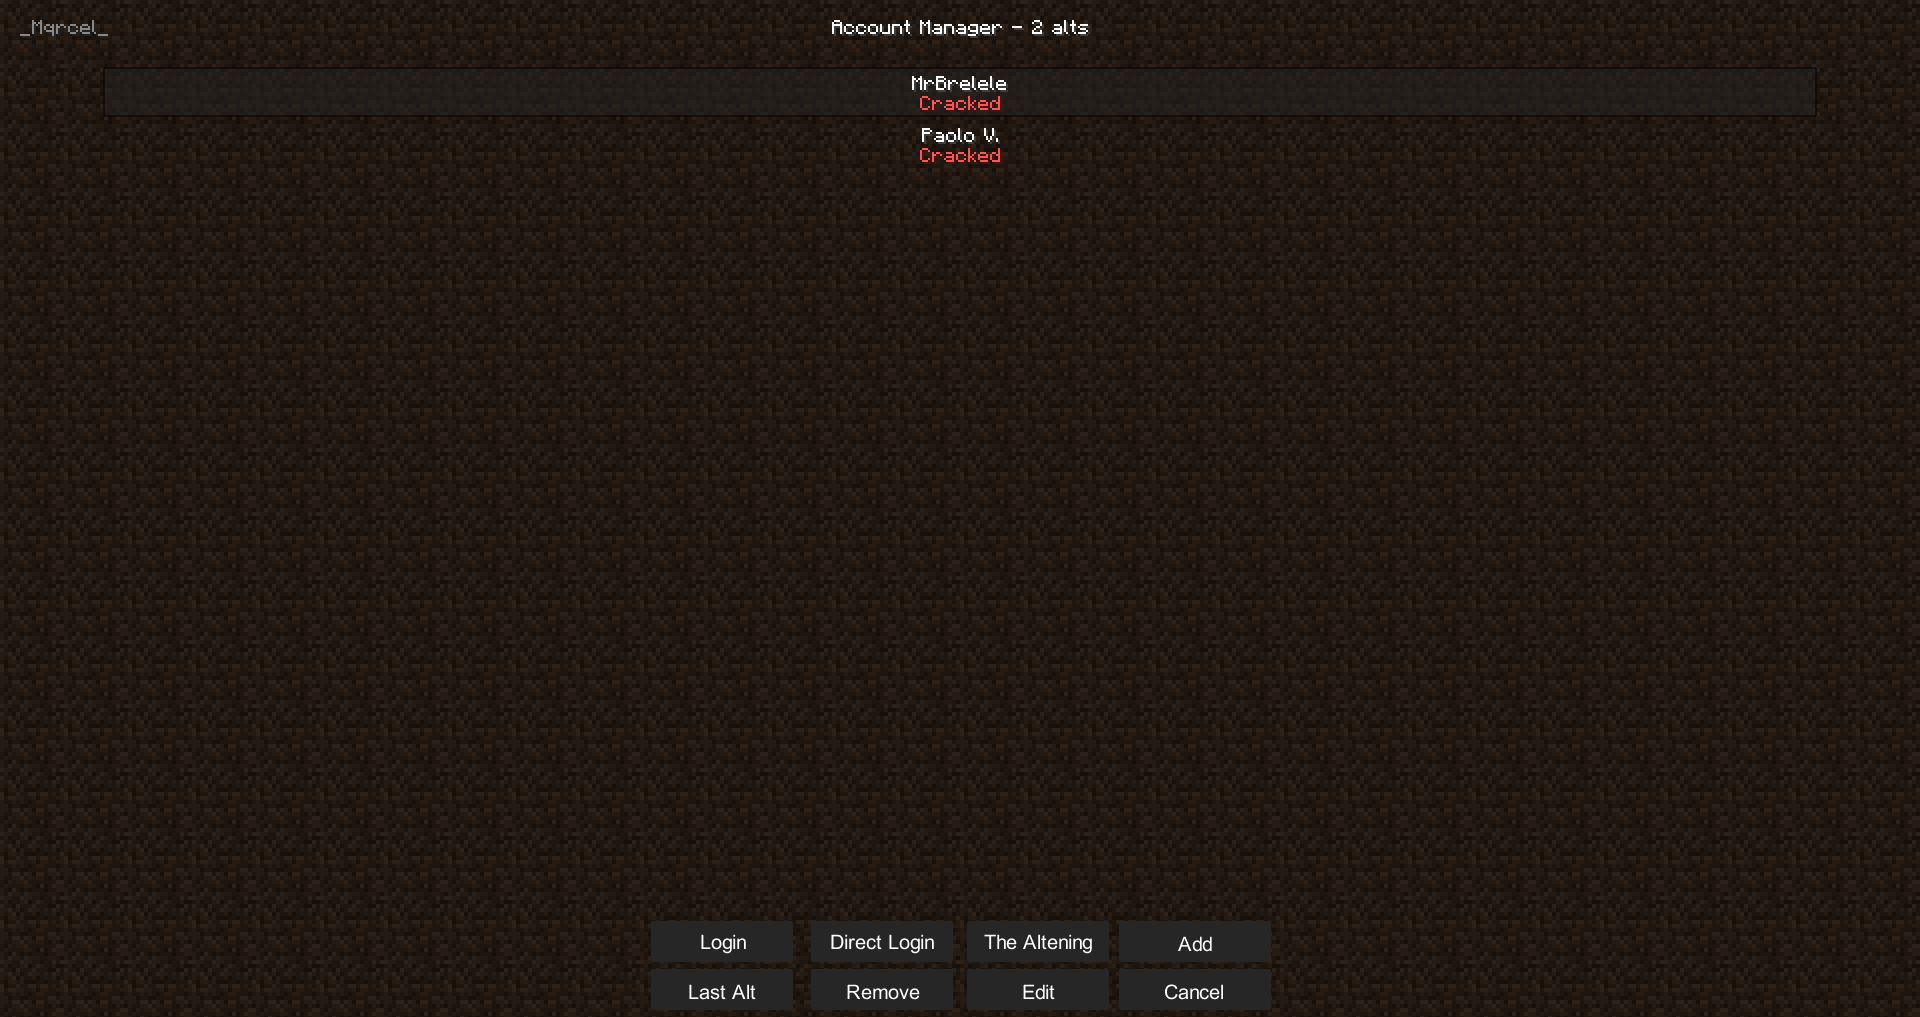 _Mqrcel_
Account Manager - 2 alts
MrBrelele
Cracked
Paolo V.
Cracked
Login
Direct Login
The Altening
Add
Last Alt
Remove
Edit
Cancel